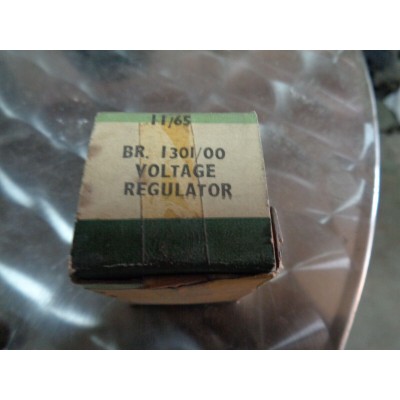 11/65
BR. 1301/00
VOLTAGE
REGULATOR